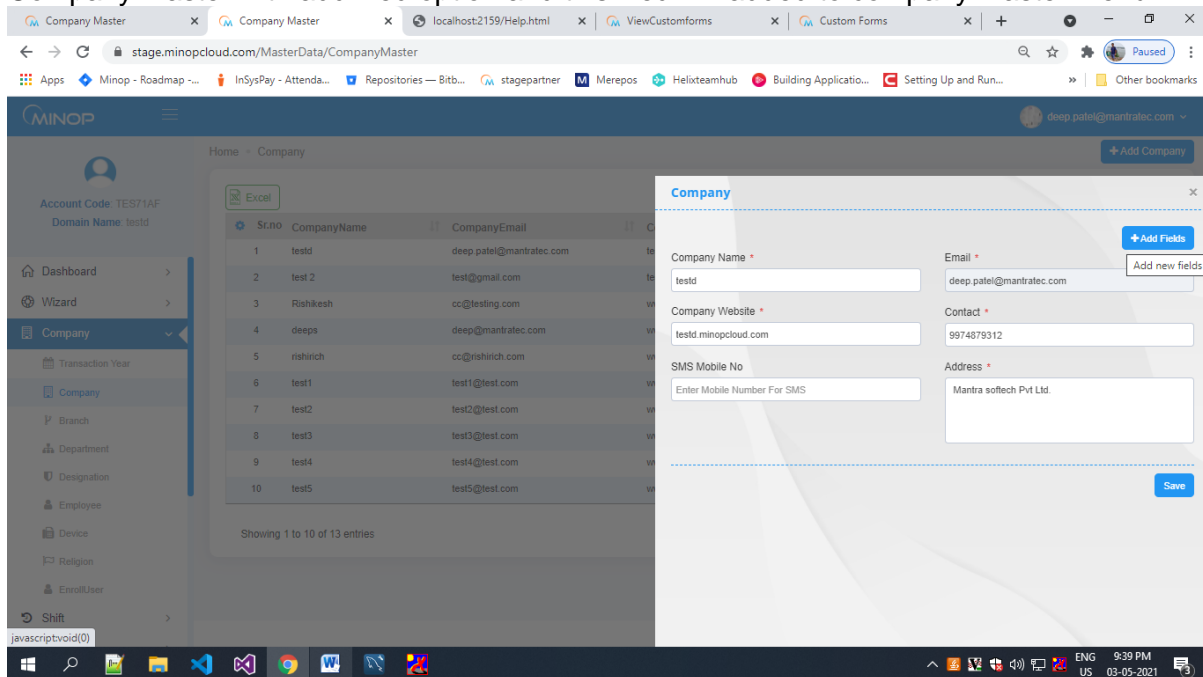 Company Master
Company Master
localhost:2159/Help.html
ViewCustomforms
Custom Forms
stage.minopcloud.com/MasterData/CompanyMaster
Paused
Apps
Minop - Roadmap -...
InSysPay - Attenda...
Repositories — Bitb...
stagepartner
Merepos
Helixteamhub
Building Applicatio...
Setting Up and Run...
Other bookmarks
MINOP
deep.patel@mantratec.com
Account Code: TES71AF
Domain Name: testd
Dashboard
Wizard
Company
Transaction Year
Company
Branch
Department
Designation
Employee
Device
Religion
EnrollUser
Shift
javascript:void(0)
Home - Company
+ Add Company
Excel
Sr.no CompanyName CompanyEmail
1 testd deep.patel@mantratec.com
2 test 2 test@gmail.com
3 Rishikesh cc@testing.com
4 deeps deep@mantratec.com
5 rishirich cc@rishirich.com
6 test1 test1@test.com
7 test2 test2@test.com
8 test3 test3@test.com
9 test4 test4@test.com
10 test5 test5@test.com
Showing 1 to 10 of 13 entries
Company
+ Add Fields
Add new fields
Company Name *
testd
Email *
deep.patel@mantratec.com
Company Website *
testd.minopcloud.com
Contact *
9974879312
SMS Mobile No
Enter Mobile Number For SMS
Address *
Mantra softech Pvt Ltd.
Save
ENG
US
9:39 PM
03-05-2021
3